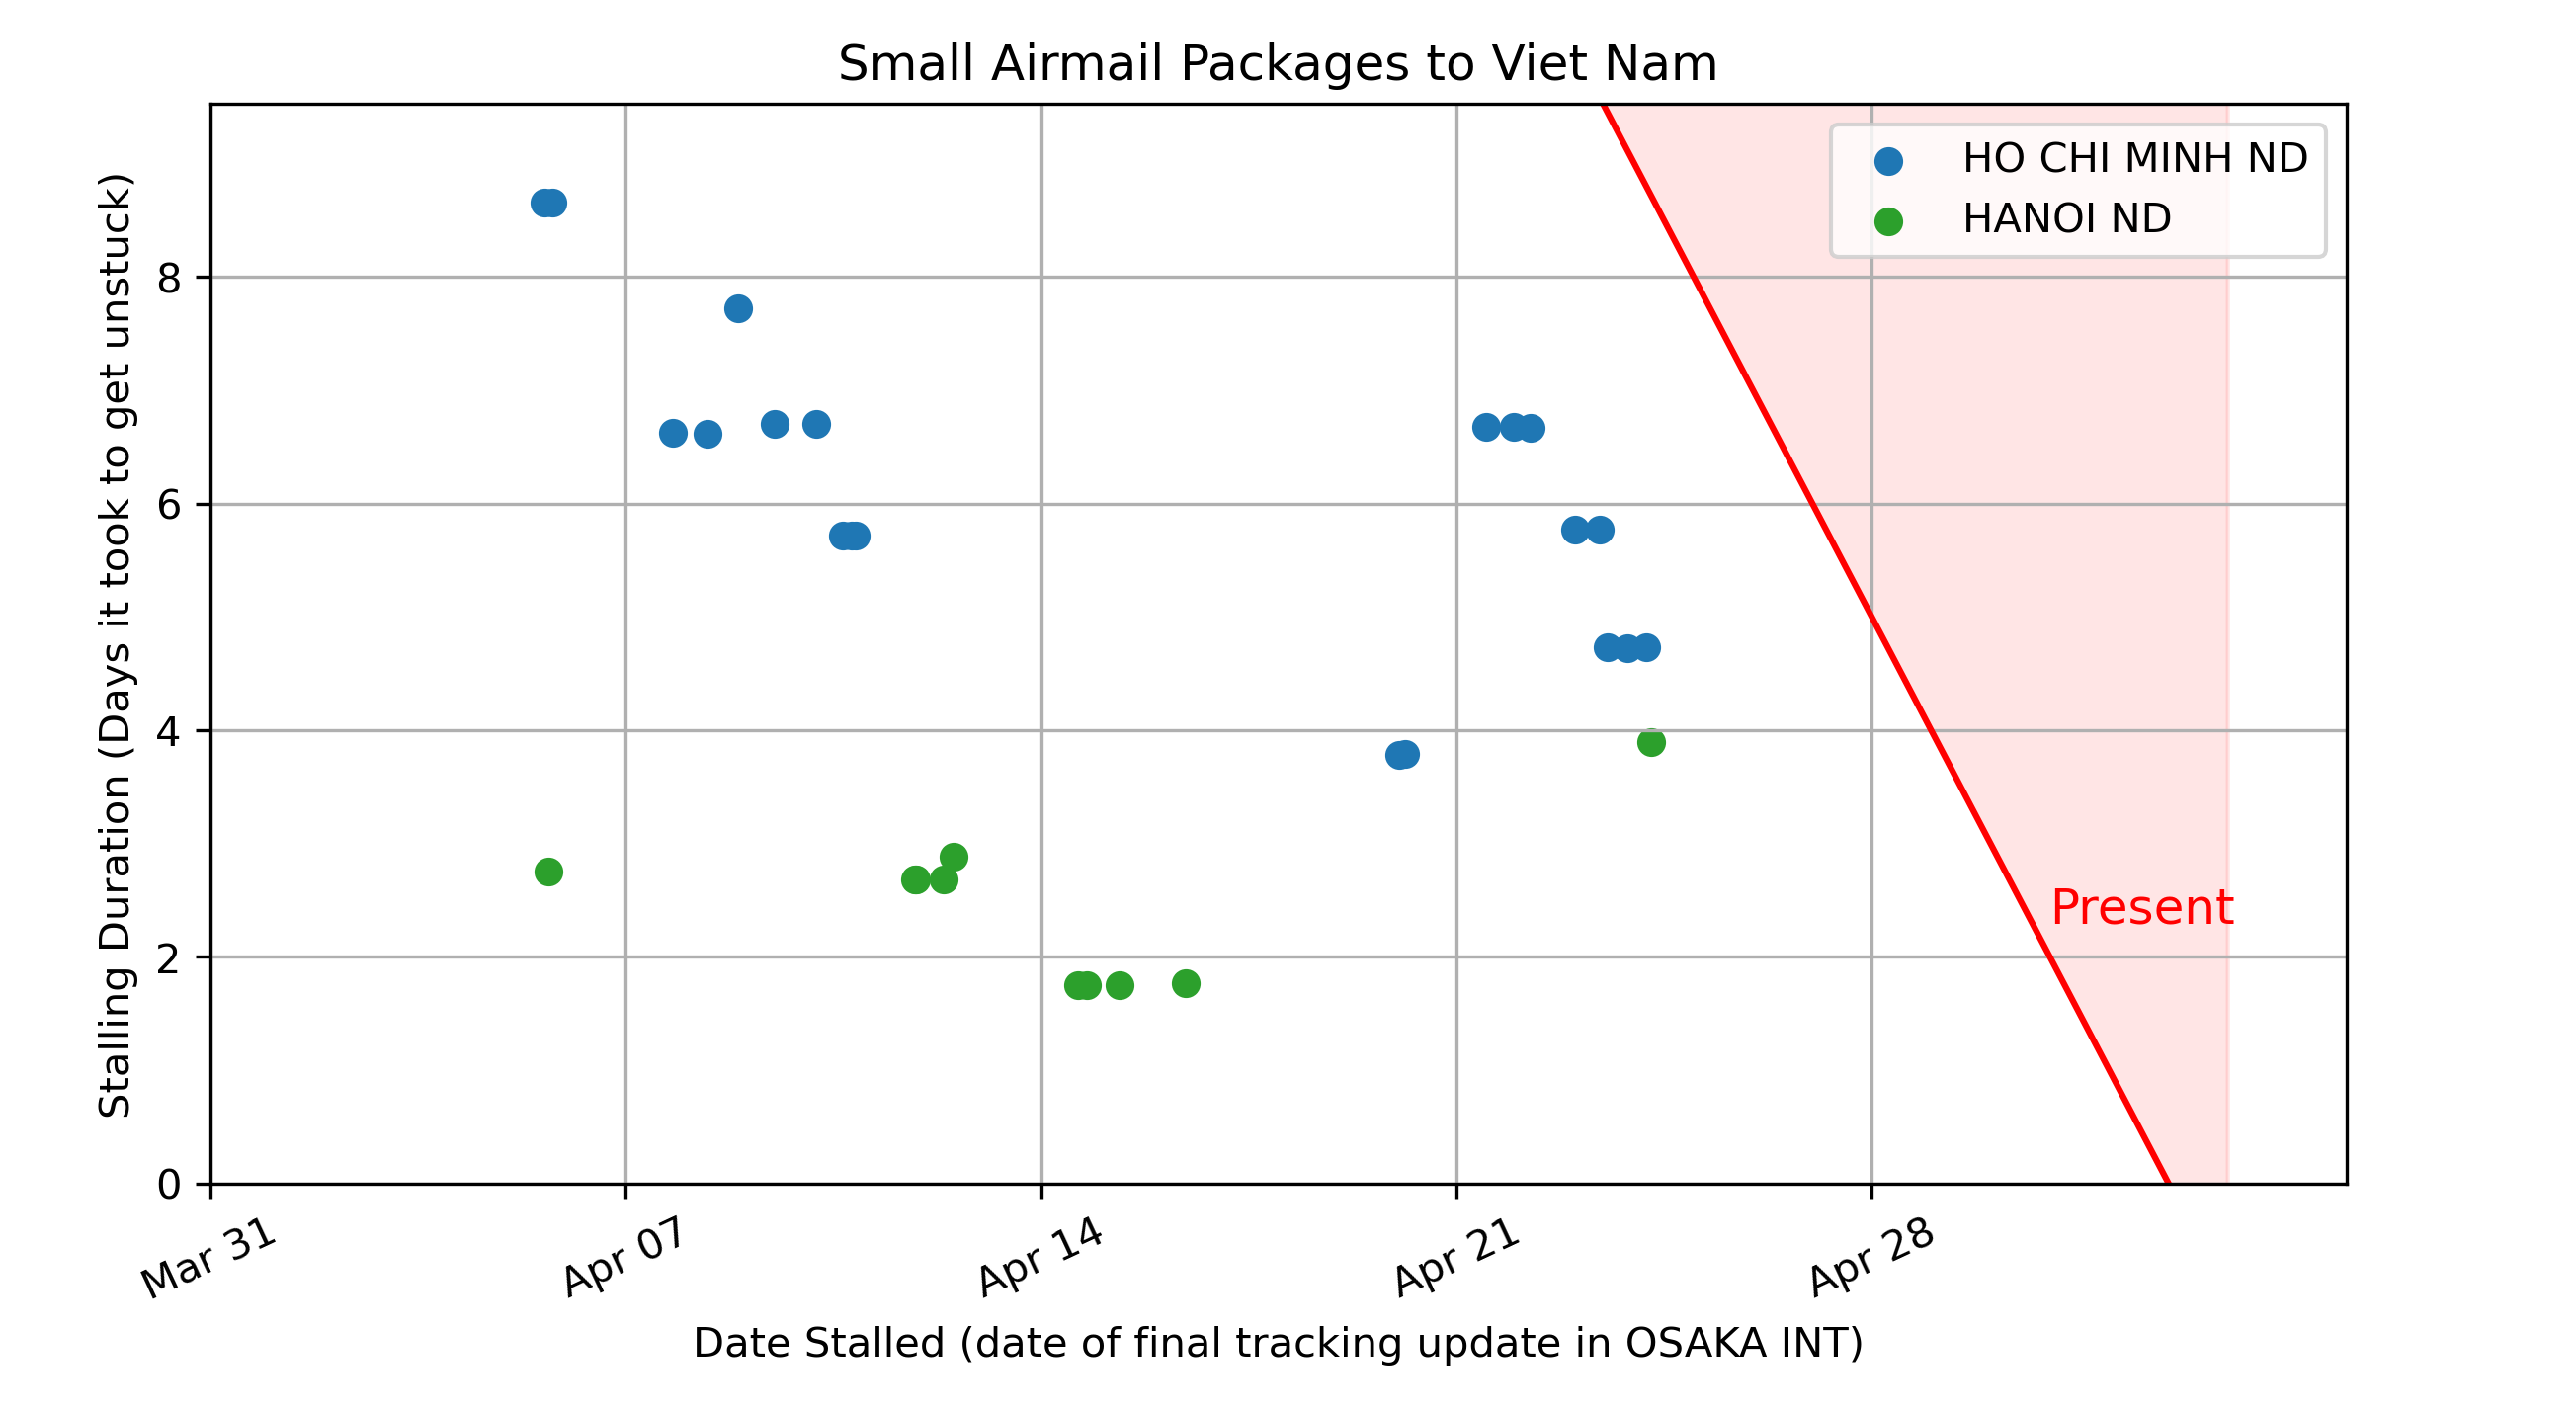 Small Airmail Packages to Viet Nam
HO CHI MINH ND
HANOI ND
Stalling Duration (Days it took to get unstuck)
8
6
4
2
0
Present
Mar 31
Apr 07
Apr 14
Apr 21
Apr 28
Date Stalled (date of final tracking update in OSAKA INT)